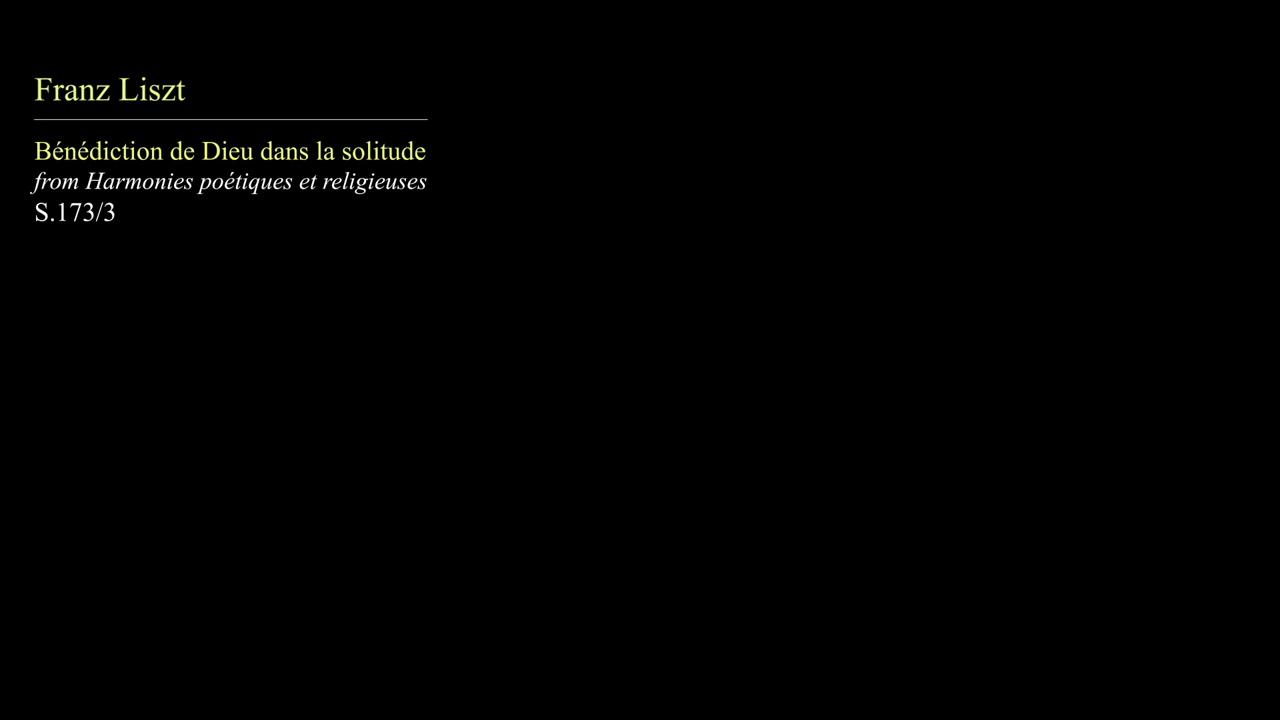 Franz Liszt
Bénédiction de Dieu dans la solitude
from Harmonies poétiques et religieuses
S.173/3